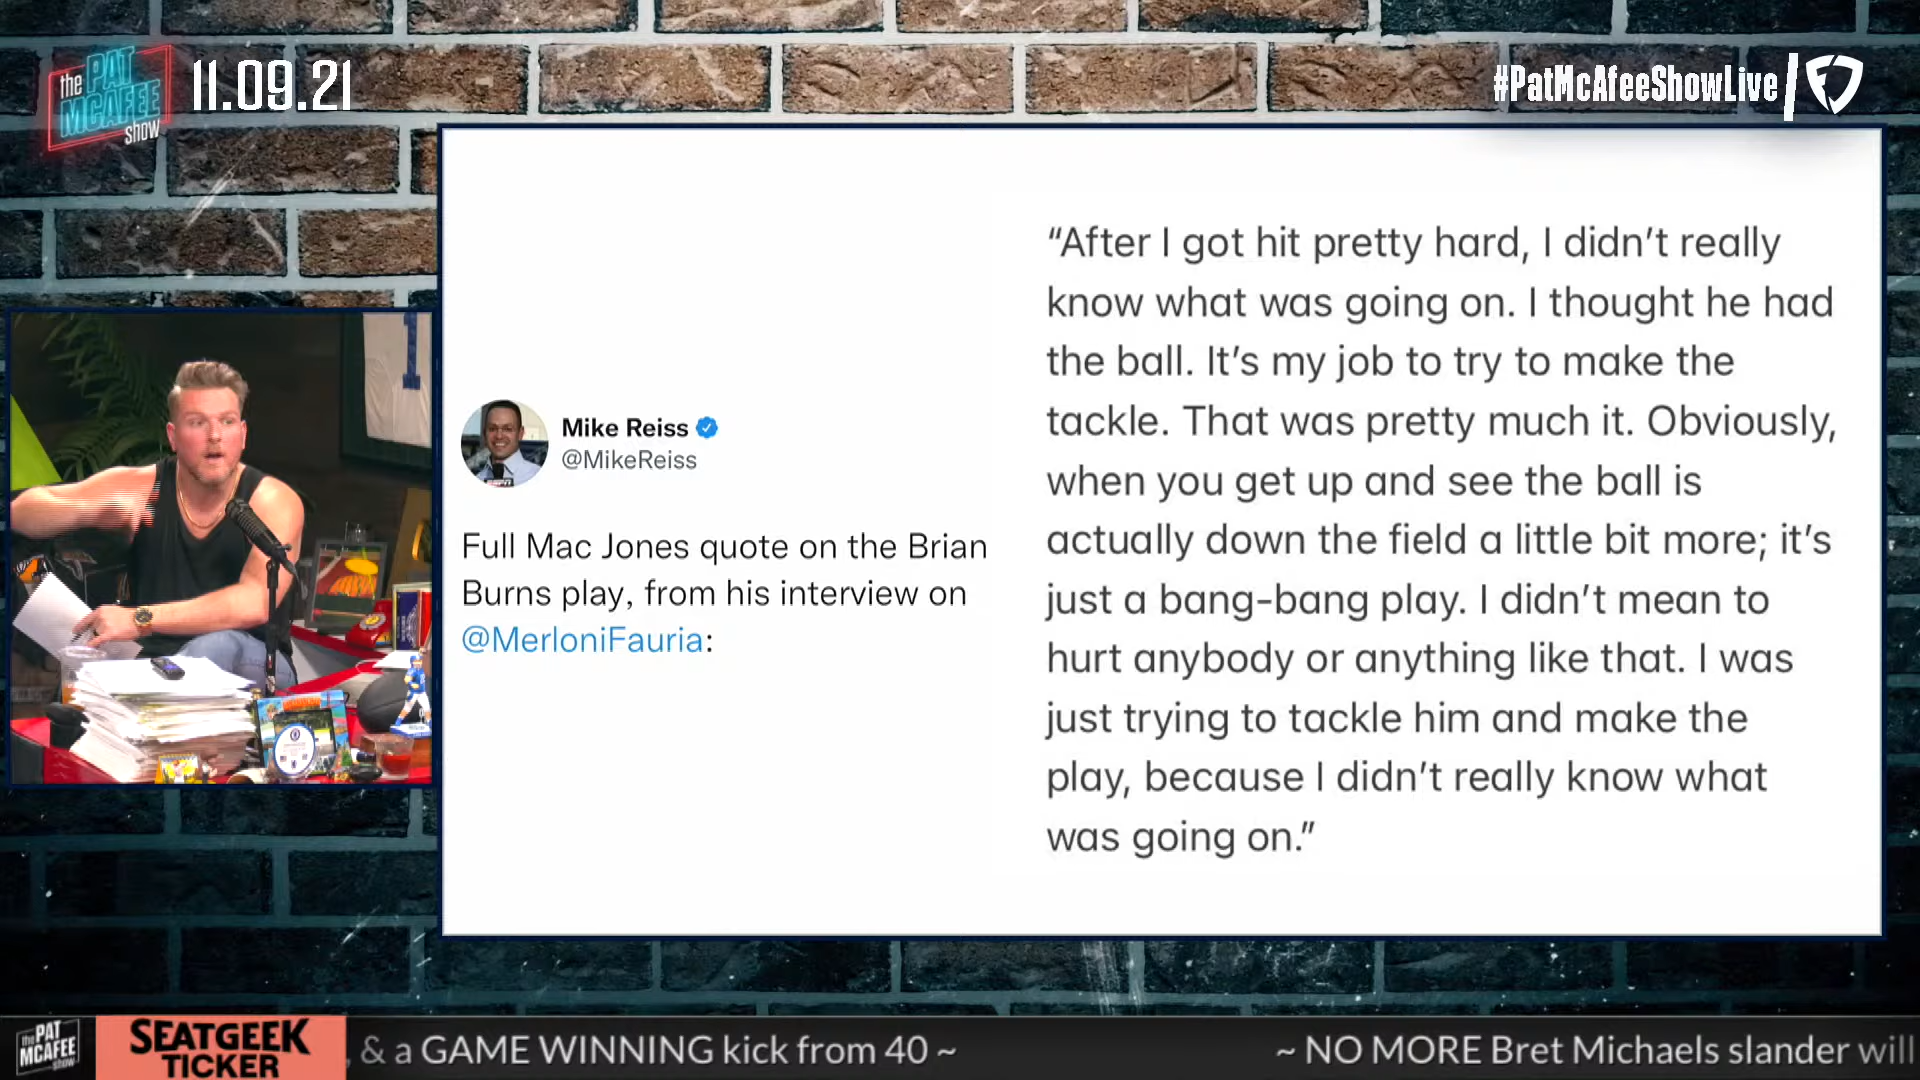 the PAT
MCAFEE
show
11.09.21
#PatMcAfeeShowLive
Mike Reiss
@MikeReiss
Full Mac Jones quote on the Brian
Burns play, from his interview on
@MerloniFauria:
“After I got hit pretty hard, I didn’t really
know what was going on. I thought he had
the ball. It’s my job to try to make the
tackle. That was pretty much it. Obviously,
when you get up and see the ball is
actually down the field a little bit more; it’s
just a bang-bang play. I didn’t mean to
hurt anybody or anything like that. I was
just trying to tackle him and make the
play, because I didn’t really know what
was going on.”
the PAT
MCAFEE
show
SEATGEEK
TICKER
, & a GAME WINNING kick from 40 ~
~ NO MORE Bret Michaels slander will